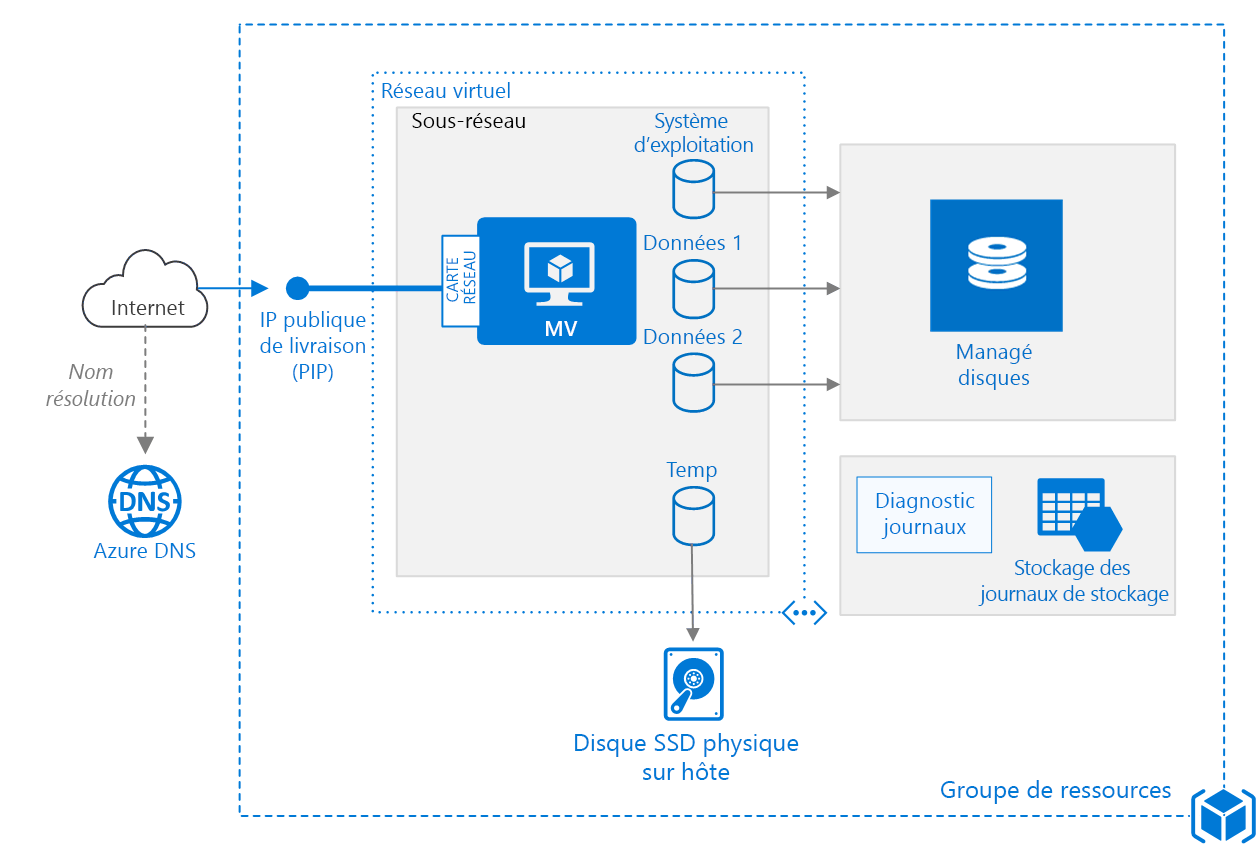 Réseau virtuel
Sous-réseau
Système
d'exploitation
Données 1
CARTE
RÉSEAU
MV
Internet
IP publique
de livraison
(PIP)
Données 2
Managé
disques
Nom
résolution
DNS
Azure DNS
Temp
Diagnostic
journaux
Stockage des
journaux de stockage
Disque SSD physique
sur hôte
Groupe de ressources